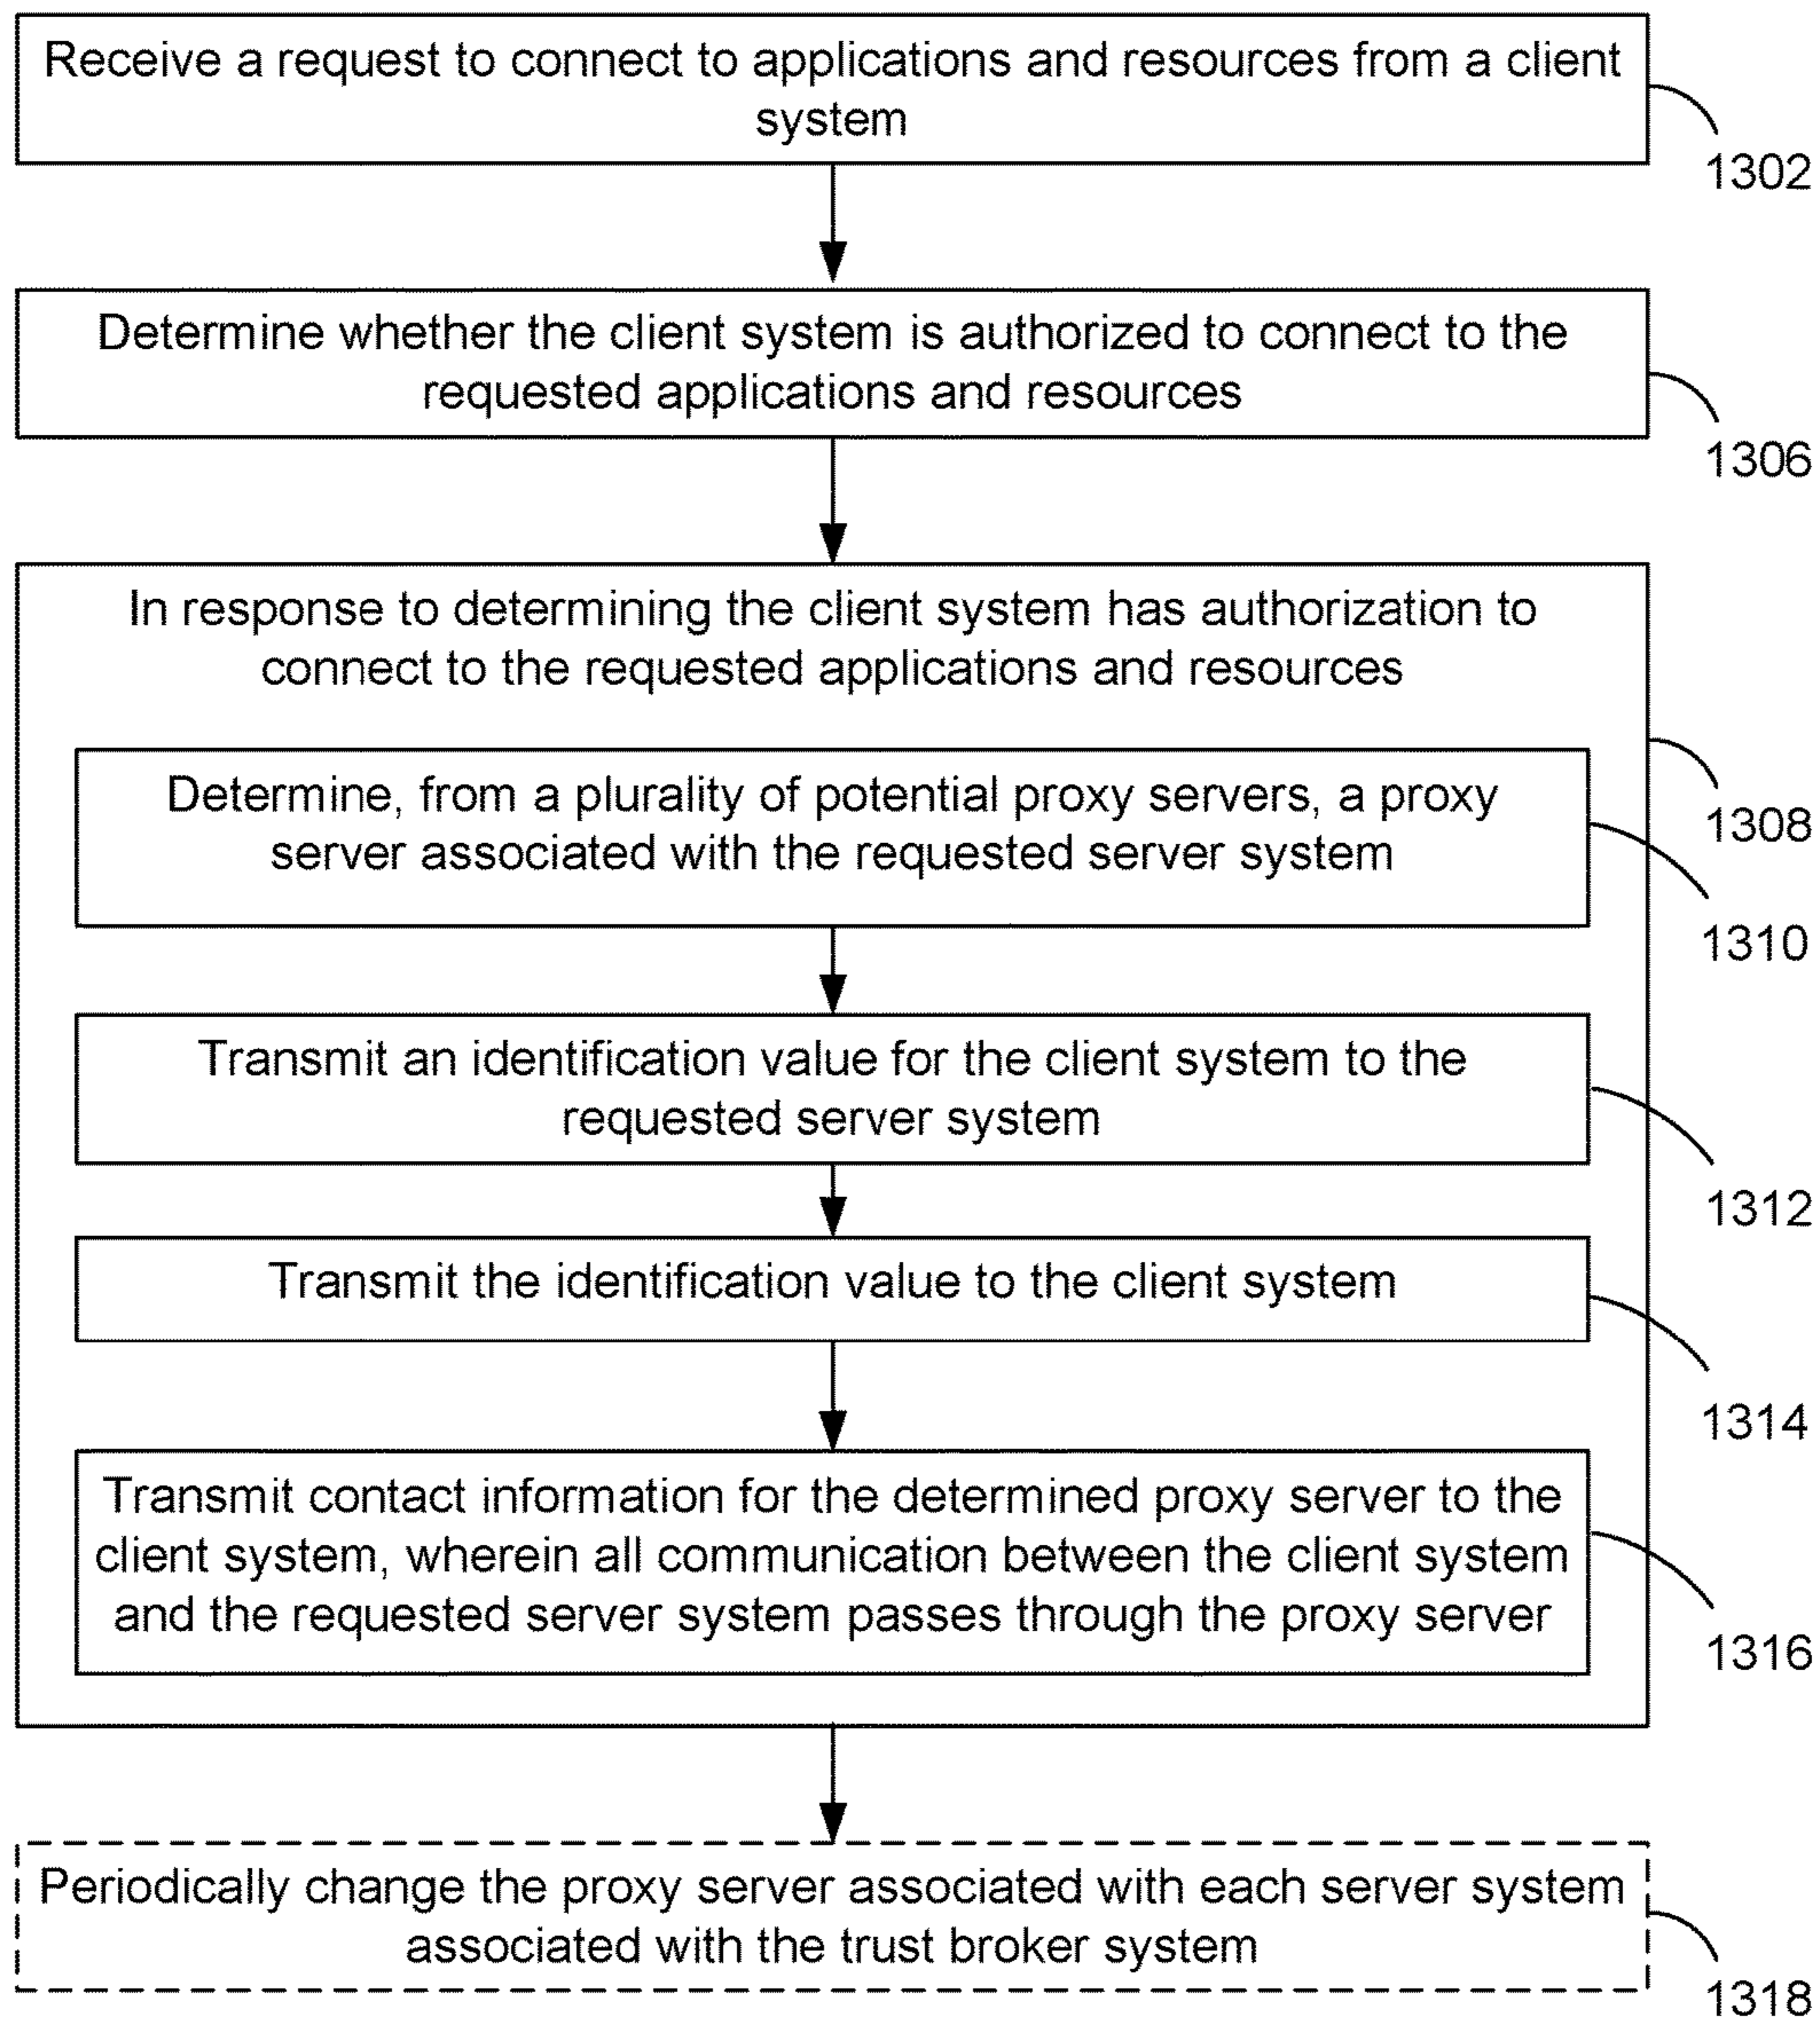 Receive a request to connect to applications and resources from a client
system
1302
Determine whether the client system is authorized to connect to the
requested applications and resources
1306
In response to determining the client system has authorization to
connect to the requested applications and resources
1308
Determine, from a plurality of potential proxy servers, a proxy
server associated with the requested server system
1310
Transmit an identification value for the client system to the
requested server system
1312
Transmit the identification value to the client system
1314
Transmit contact information for the determined proxy server to the
client system, wherein all communication between the client system
and the requested server system passes through the proxy server
1316
Periodically change the proxy server associated with each server system
associated with the trust broker system
1318